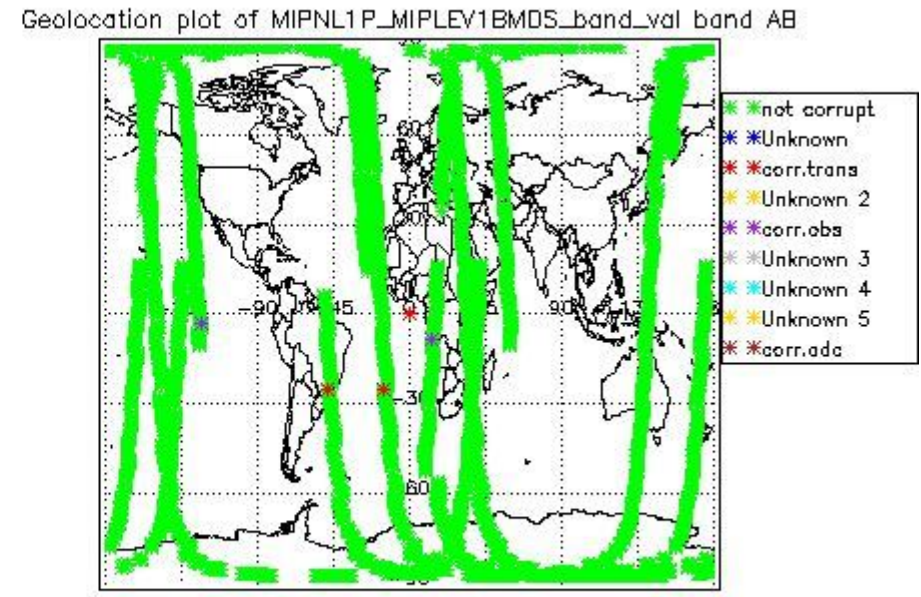 Geolocation plot of MIPNL1P_MIPLEV1BMDS_band_val band AB
not corrupt
Unknown
corr.trans
Unknown 2
corr.obs
Unknown 3
Unknown 4
Unknown 5
corr.adc
60
-90
45
90
-30